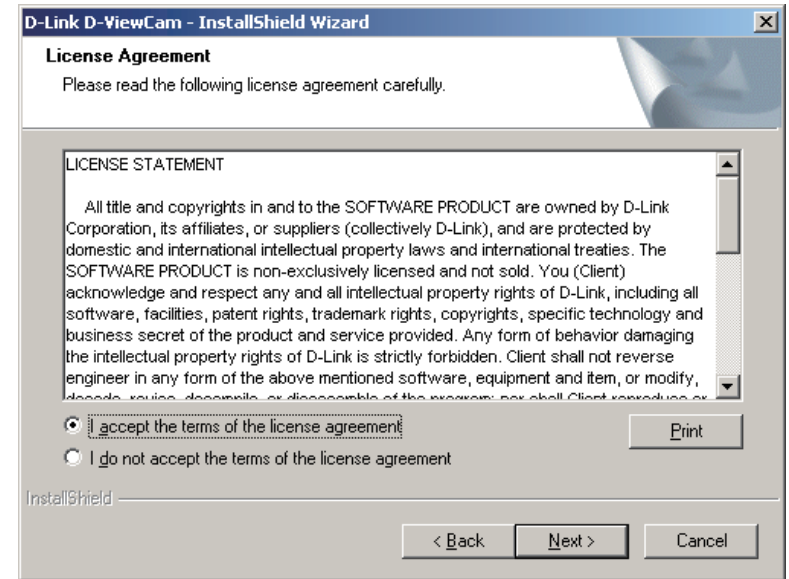 D-Link D-ViewCam - InstallShield Wizard
License Agreement
Please read the following license agreement carefully.
LICENSE STATEMENT
All title and copyrights in and to the SOFTWARE PRODUCT are owned by D-Link
Corporation, its affiliates, or suppliers (collectively D-Link), and are protected by
domestic and international intellectual property laws and international treaties. The
SOFTWARE PRODUCT is non-exclusively licensed and not sold. You (Client)
acknowledge and respect any and all intellectual property rights of D-Link, including all
software, facilities, patent rights, trademark rights, copyrights, specific technology and
business secret of the product and service provided. Any form of behavior damaging
the intellectual property rights of D-Link is strictly forbidden. Client shall not reverse
engineer in any form of the above mentioned software, equipment and item, or modify,
I accept the terms of the license agreement
Print
I do not accept the terms of the license agreement
InstallShield
< Back
Next >
Cancel